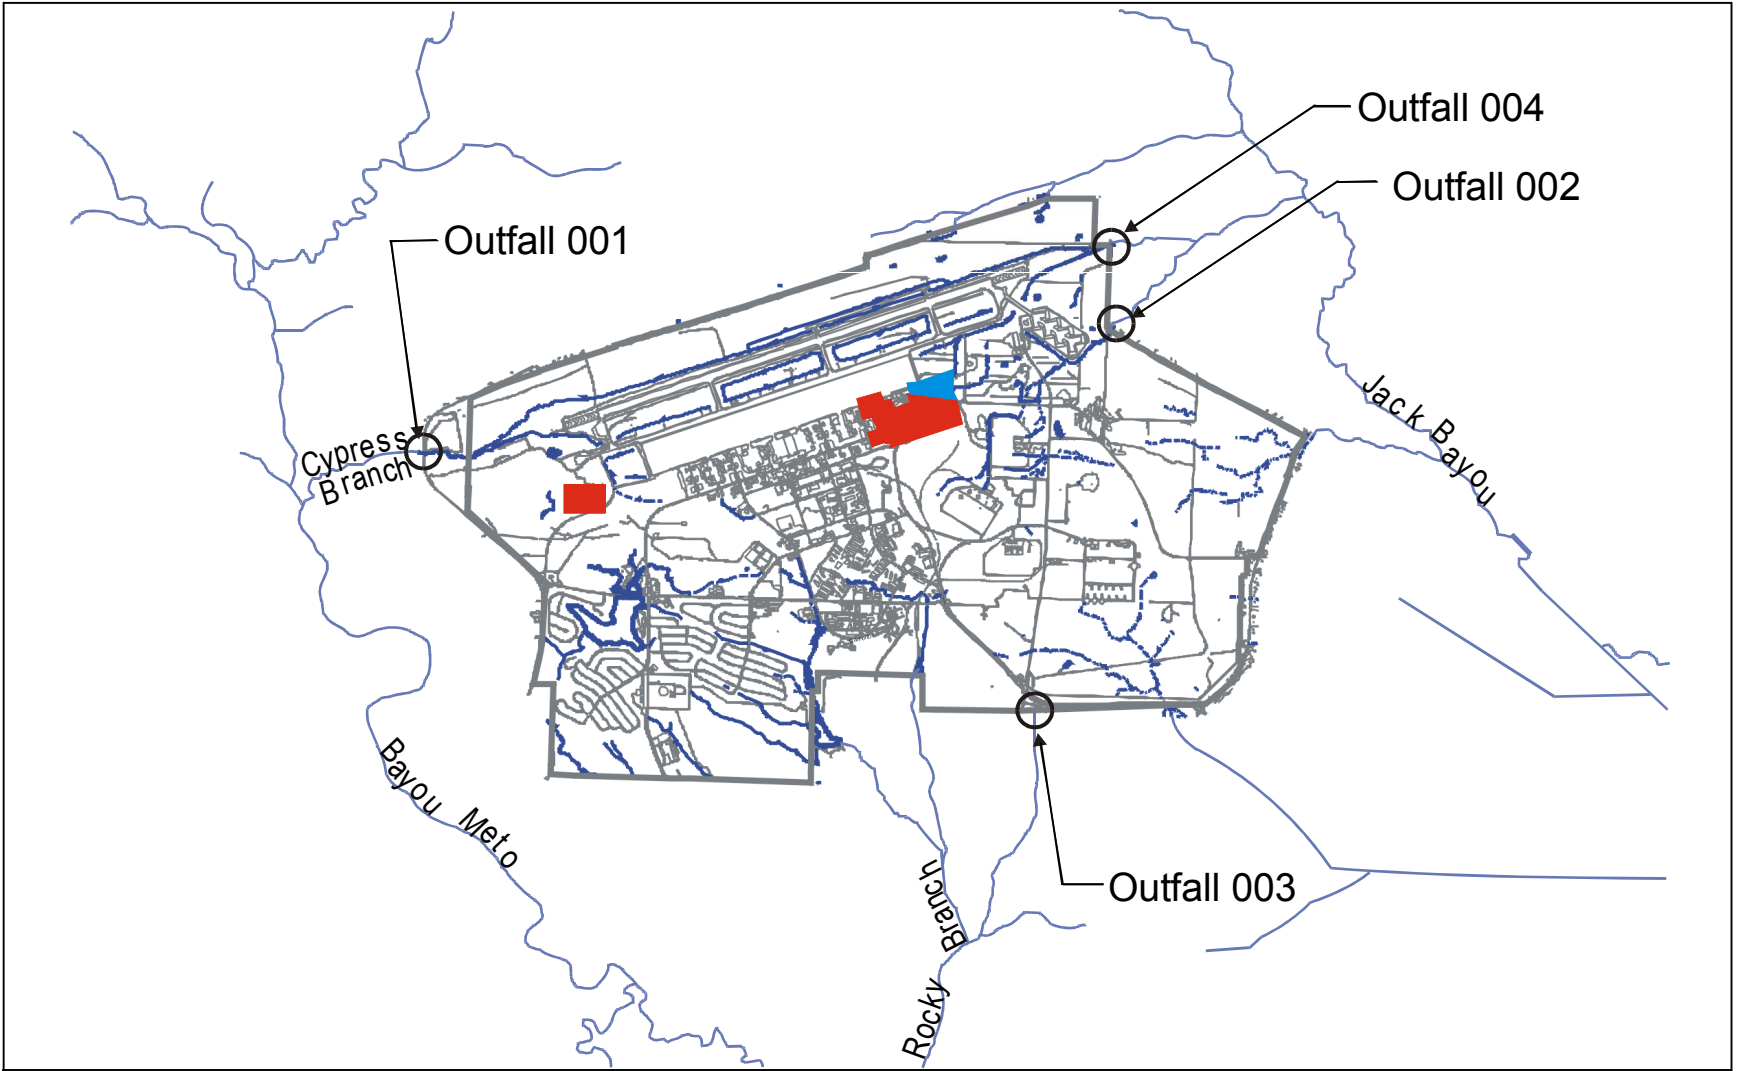 Outfall 004
Outfall 002
Outfall 001
Cypress
Branch
Jack Bayou
Bayou Meto
Outfall 003
Rocky Branch